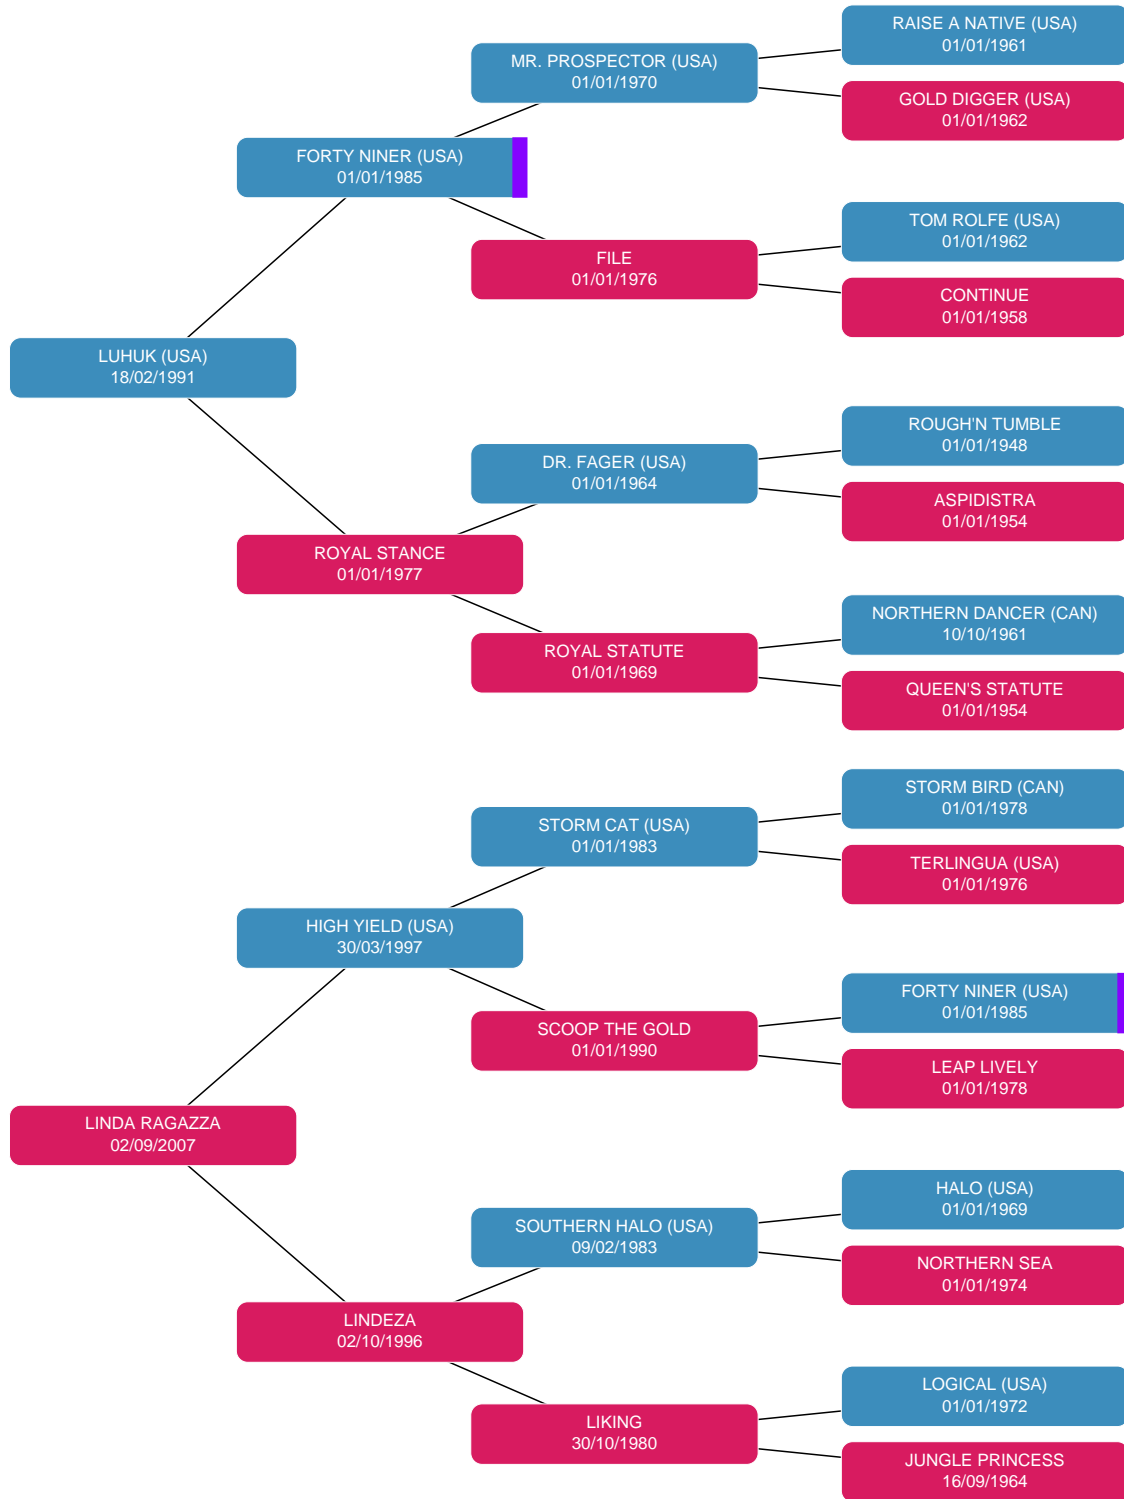 RAISE A NATIVE (USA)
01/01/1961
MR. PROSPECTOR (USA)
01/01/1970
GOLD DIGGER (USA)
01/01/1962
FORTY NINER (USA)
01/01/1985
TOM ROLFE (USA)
01/01/1962
FILE
01/01/1976
CONTINUE
01/01/1958
LUHUK (USA)
18/02/1991
ROUGH'N TUMBLE
01/01/1948
DR. FAGER (USA)
01/01/1964
ASPIDISTRA
01/01/1954
ROYAL STANCE
01/01/1977
NORTHERN DANCER (CAN)
10/10/1961
ROYAL STATUTE
01/01/1969
QUEEN'S STATUTE
01/01/1954
STORM BIRD (CAN)
01/01/1978
STORM CAT (USA)
01/01/1983
TERLINGUA (USA)
01/01/1976
HIGH YIELD (USA)
30/03/1997
FORTY NINER (USA)
01/01/1985
SCOOP THE GOLD
01/01/1990
LEAP LIVELY
01/01/1978
LINDA RAGAZZA
02/09/2007
HALO (USA)
01/01/1969
SOUTHERN HALO (USA)
09/02/1983
NORTHERN SEA
01/01/1974
LINDEZA
02/10/1996
LOGICAL (USA)
01/01/1972
LIKING
30/10/1980
JUNGLE PRINCESS
16/09/1964